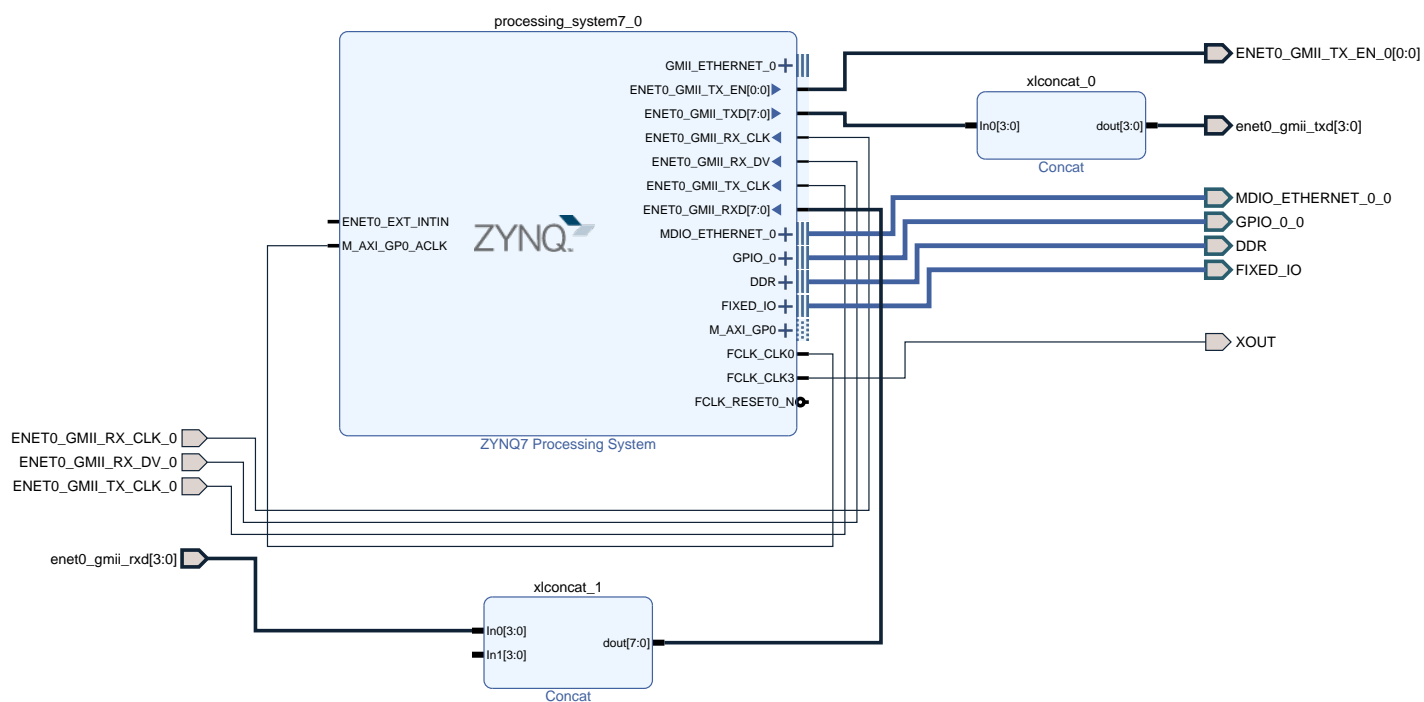 processing_system7_0
GMII_ETHERNET_0
ENET0_GMII_TX_EN[0:0]
ENET0_GMII_TXD[7:0]
ENET0_GMII_RX_CLK
ENET0_GMII_RX_DV
ENET0_GMII_TX_CLK
ENET0_GMII_RXD[7:0]
MDIO_ETHERNET_0
GPIO_0
DDR
FIXED_IO
M_AXI_GP0
FCLK_CLK0
FCLK_CLK3
FCLK_RESET0_N
ENET0_EXT_INTIN
M_AXI_GP0_ACLK
ZYNQ
ZYNQ7 Processing System
xlconcat_0
In0[3:0]
dout[3:0]
Concat
ENET0_GMII_TX_EN_0[0:0]
enet0_gmii_txd[3:0]
MDIO_ETHERNET_0_0
GPIO_0_0
DDR
FIXED_IO
XOUT
ENET0_GMII_RX_CLK_0
ENET0_GMII_RX_DV_0
ENET0_GMII_TX_CLK_0
enet0_gmii_rxd[3:0]
xlconcat_1
In0[3:0]
In1[3:0]
dout[7:0]
Concat